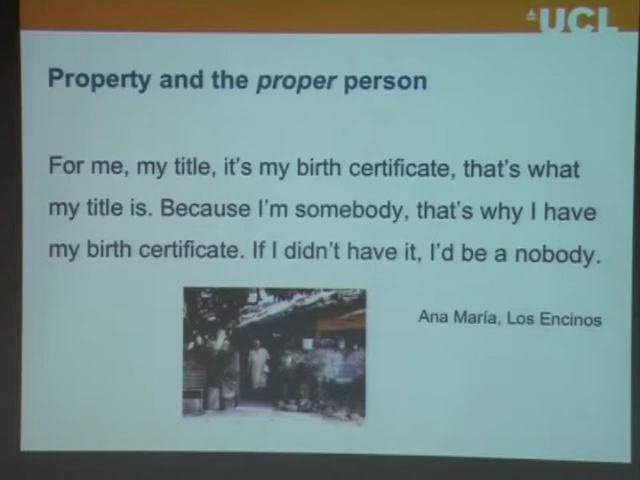 UCL
Property and the proper person
For me, my title, it's my birth certificate, that's what
my title is. Because I'm somebody, that's why I have
my birth certificate. If I didn't have it, I'd be a nobody.
Ana María, Los Encinos